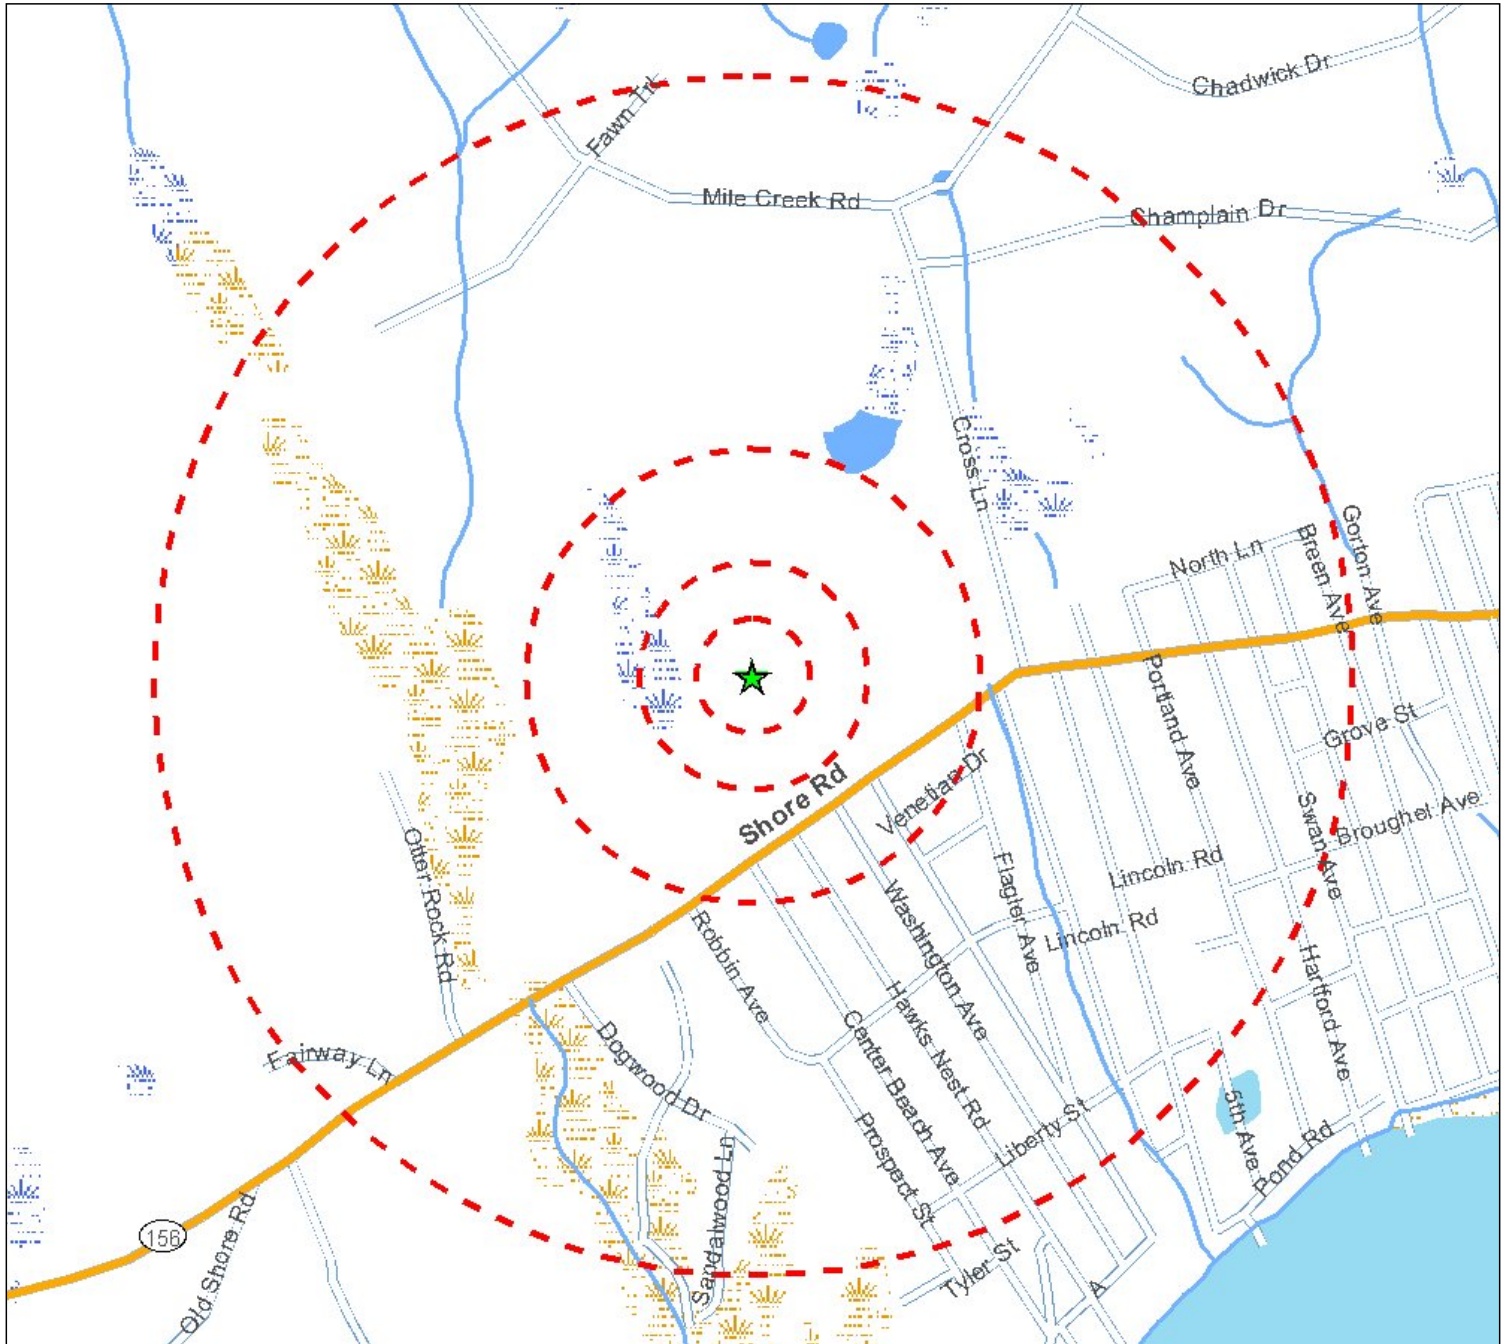 Chadwick Dr
Fawn Trl
Mile Creek Rd
Champlain Dr
Cross Ln
Gorton Ave
Breen Ave
North Ln
Portland Ave
Grove St
Shore Rd
Venetian Dr
Swan Ave
Broughel Ave
Otter Rock Rd
Flagler Ave
Lincoln Rd
Lincoln Rd
Washington Ave
Robbin Ave
Hartford Ave
Hawks Nest Rd
Center Beach Ave
Dogwood Dr
Fairway Ln
5th Ave
Pond Rd
Liberty St
Prospect St
Sandalwood Ln
Old Shore Rd
156
Tyler St
A